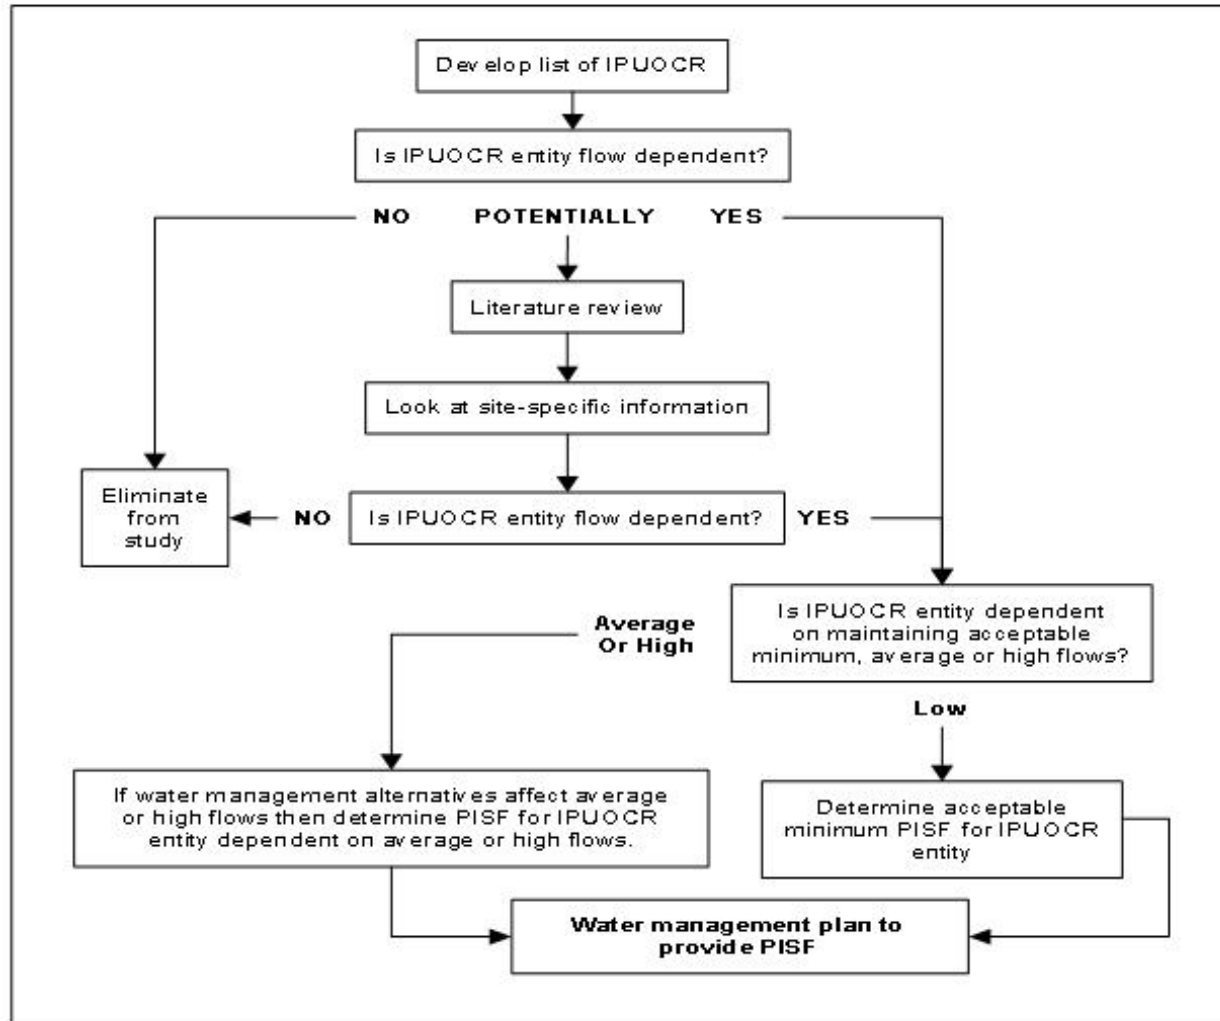 Develop list of IPUOCR
Is IPUOCR entity flow dependent?
NO POTENTIALLY YES
Literature review
Look at site-specific information
Eliminate
from
study
NO
Is IPUOCR entity flow dependent?
YES
Is IPUOCR entity dependent
on maintaining acceptable
minimum, average or high flows?
Average
Or High
Low
If water management alternatives affect average
or high flows then determine PISF for IPUOCR
entity dependent on average or high flows.
Determine acceptable
minimum PISF for IPUOCR
entity
Water management plan to
provide PISF